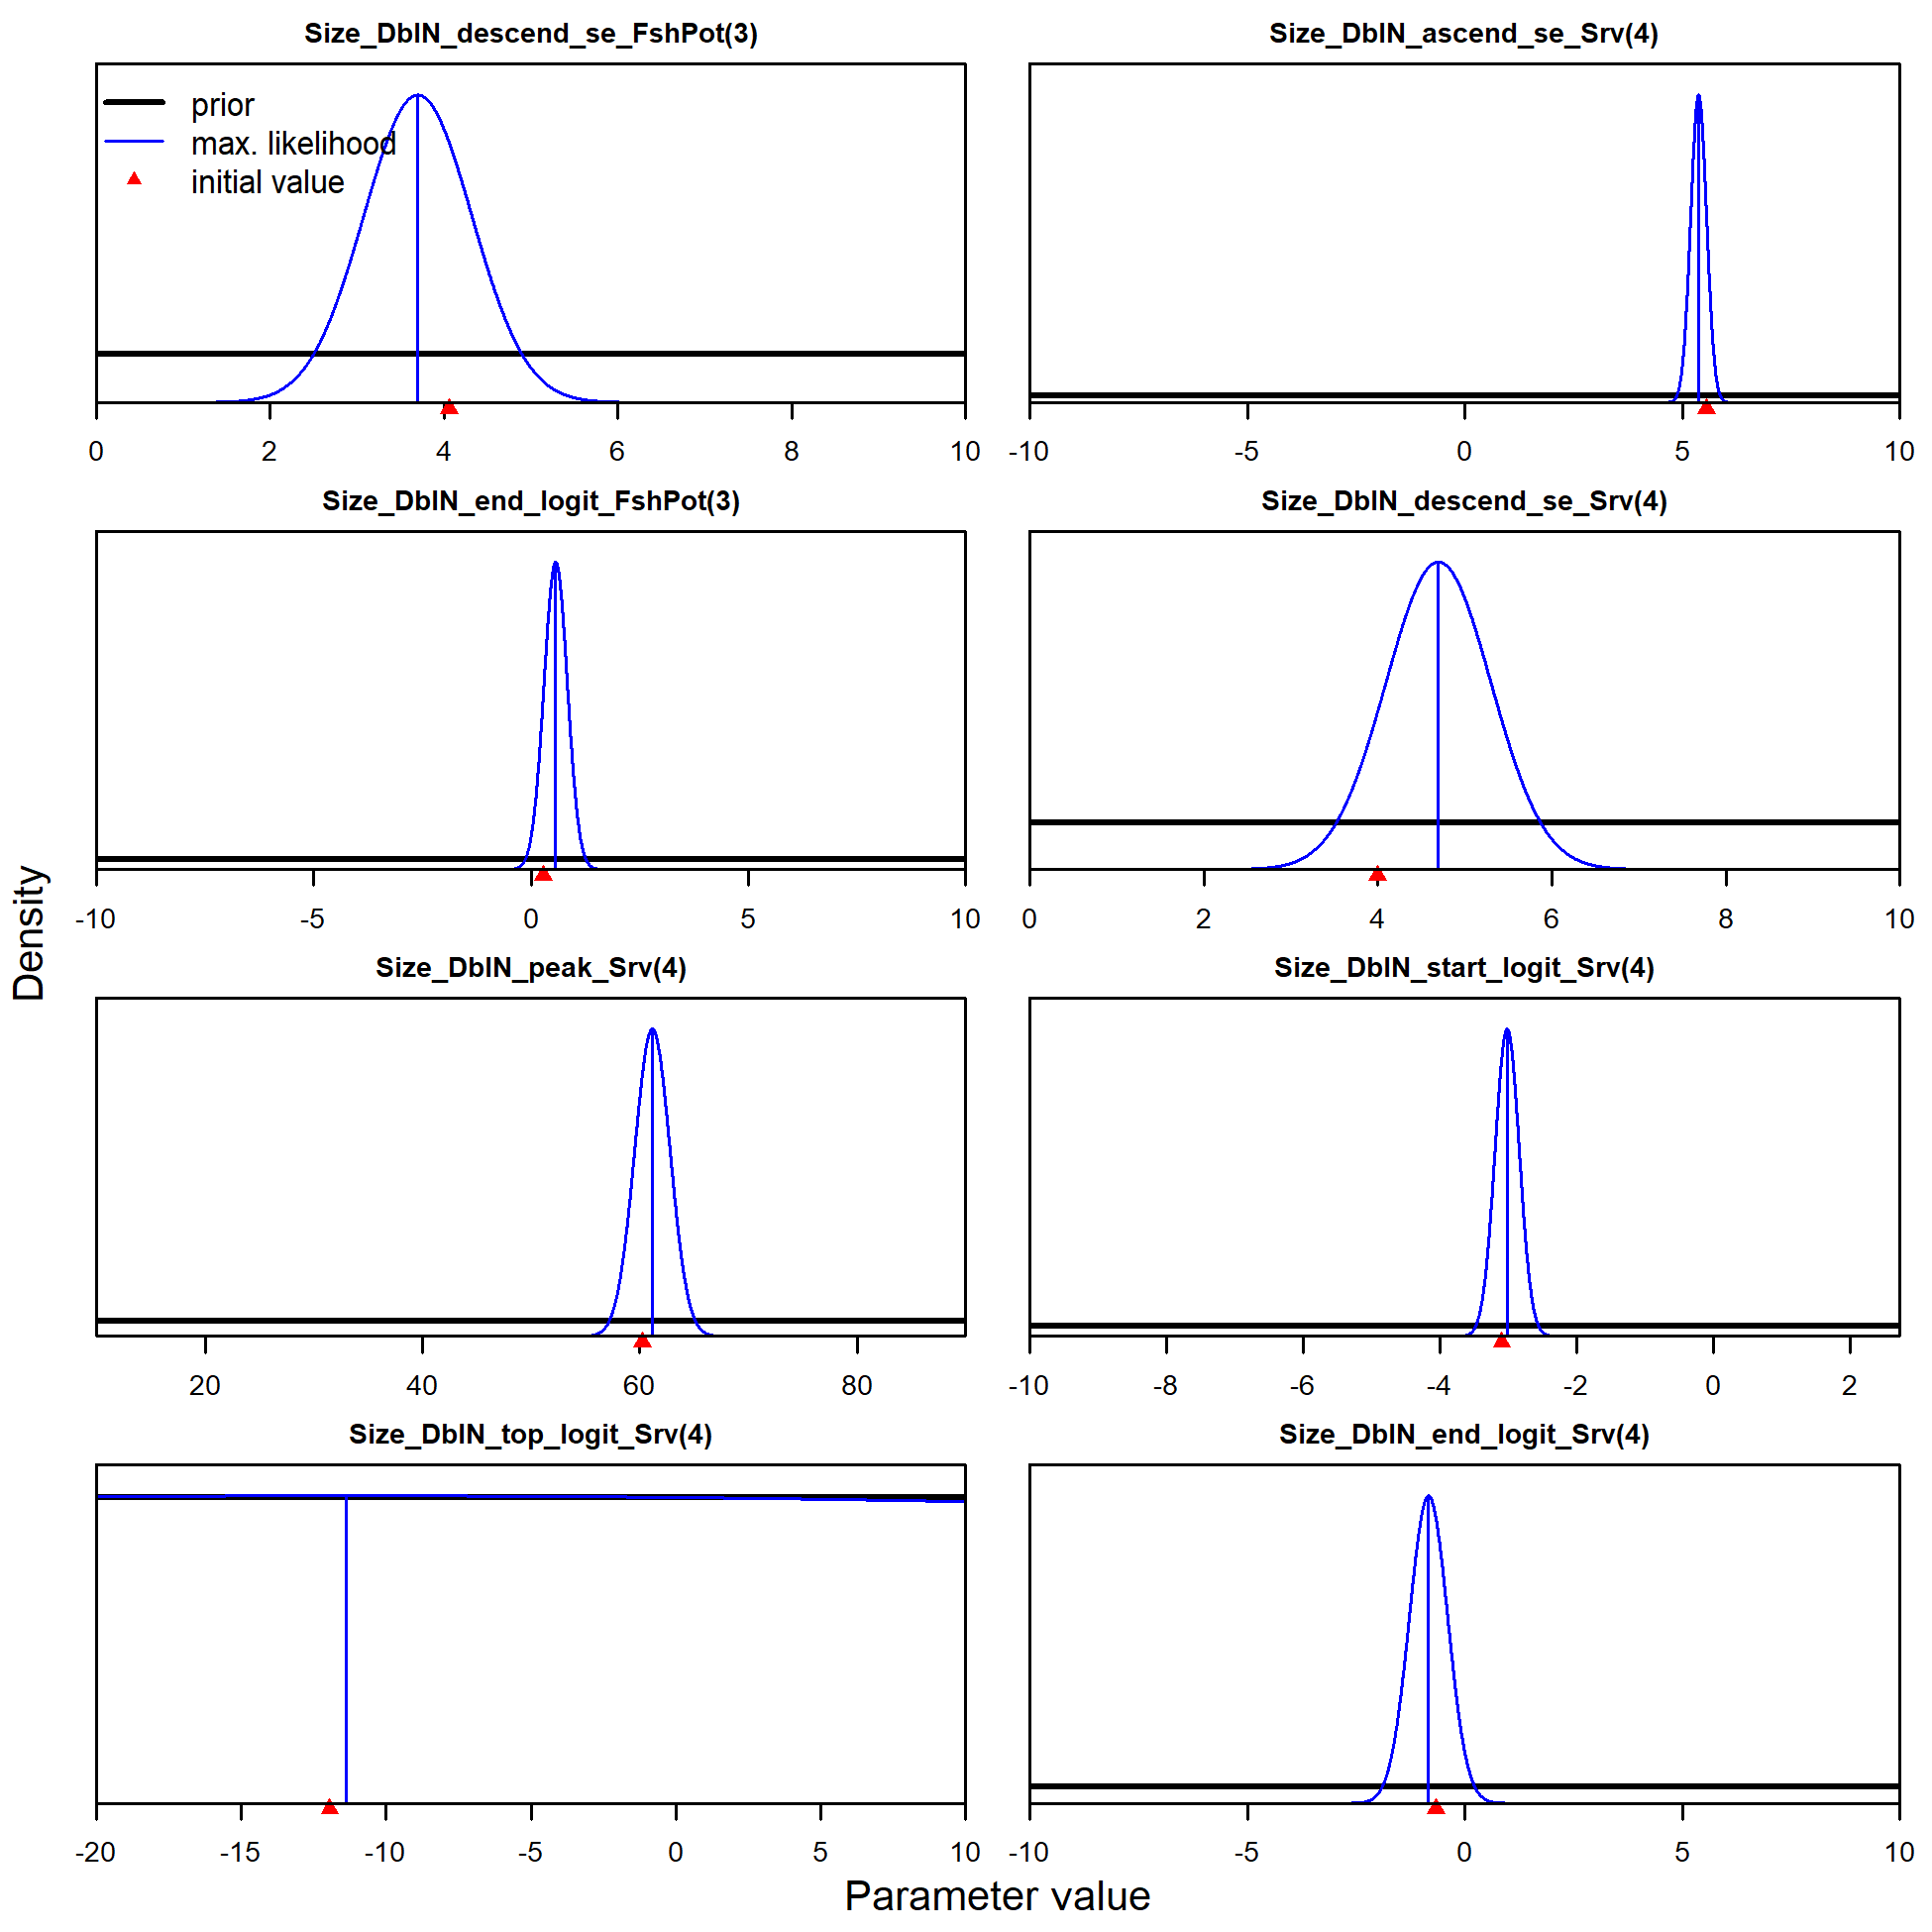 Size_DblN_descend_se_FshPot(3)
prior
max. likelihood
initial value
0 2 4 6 8 10
Size_DblN_ascend_se_Srv(4)
-10 -5 0 5 10
Size_DblN_end_logit_FshPot(3)
-10 -5 0 5 10
Size_DblN_descend_se_Srv(4)
0 2 4 6 8 10
Density
Size_DblN_peak_Srv(4)
20 40 60 80
Size_DblN_start_logit_Srv(4)
-10 -8 -6 -4 -2 0 2
Size_DblN_top_logit_Srv(4)
-20 -15 -10 -5 0 5 10
Size_DblN_end_logit_Srv(4)
-10 -5 0 5 10
Parameter value